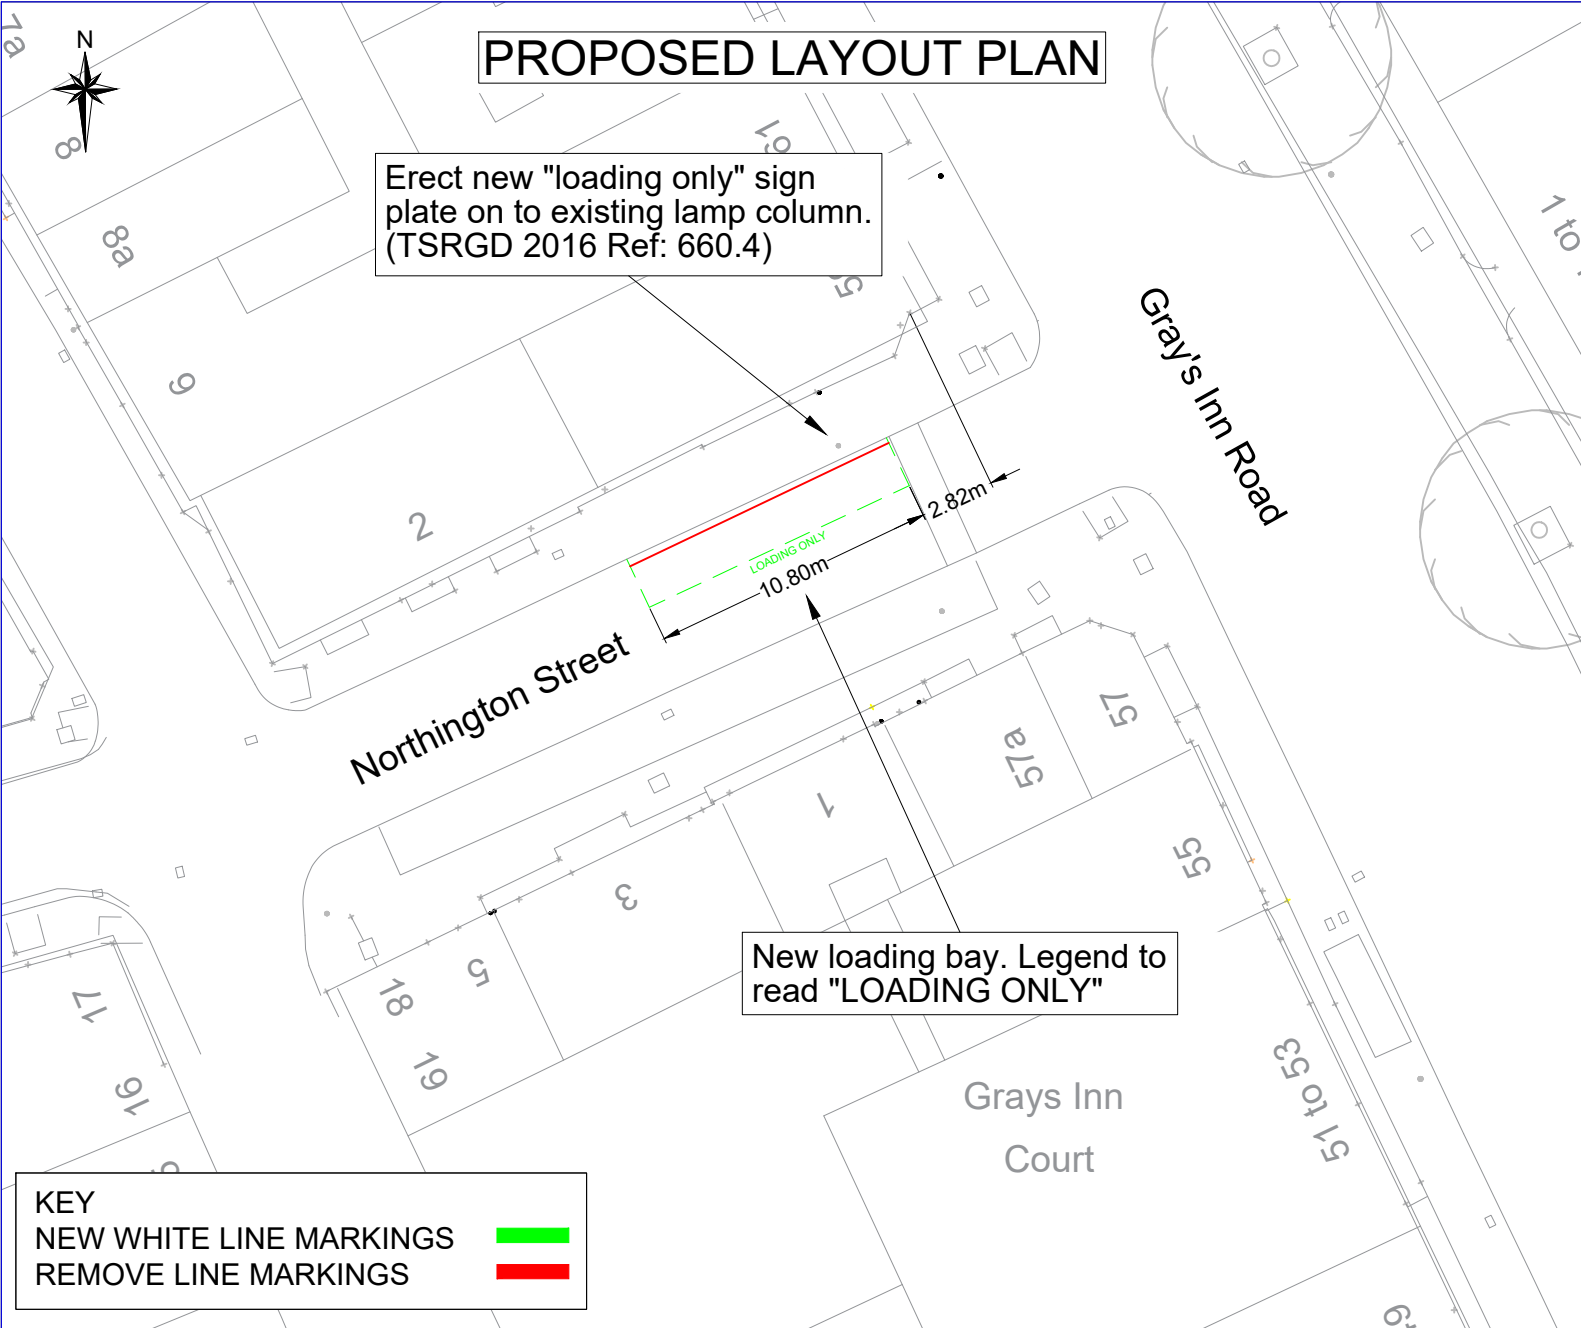 PROPOSED LAYOUT PLAN
N
7a
8
8a
9
61
Erect new "loading only" sign
plate on to existing lamp column.
(TSRGD 2016 Ref: 660.4)
1 to
Gray's Inn Road
2
2.82m
LOADING ONLY
10.80m
Northington Street
57
57a
1
55
3
5
18
19
17
16
New loading bay. Legend to
read "LOADING ONLY"
Grays Inn
Court
51 to 53
KEY
NEW WHITE LINE MARKINGS
REMOVE LINE MARKINGS